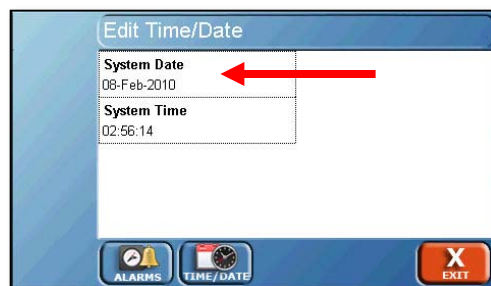 Edit Time/Date
System Date
08-Feb-2010
System Time
02:56:14
ALARMS
TIME/DATE
X
EXIT